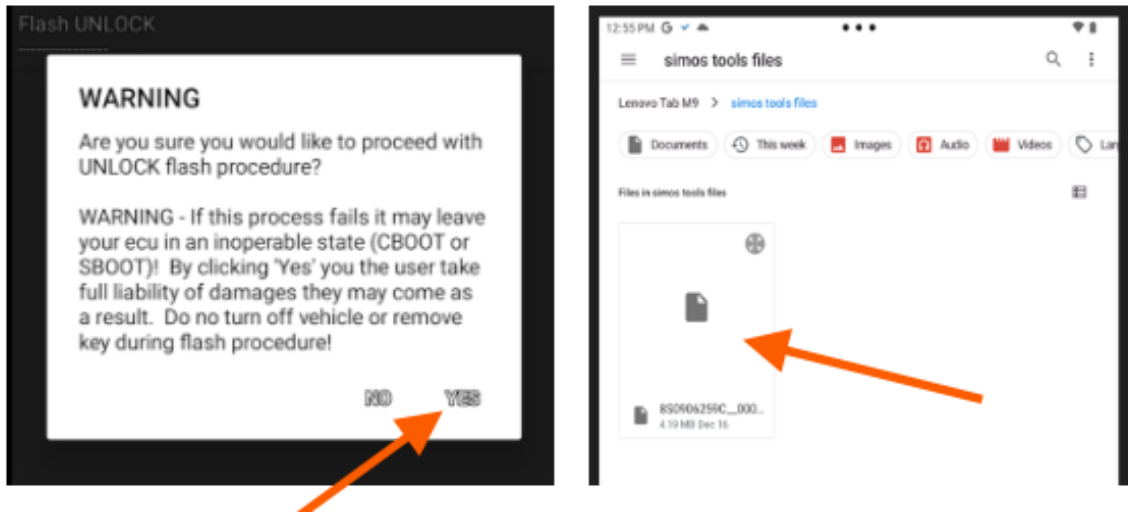 Flash UNLOCK
---------------
WARNING
Are you sure you would like to proceed with
UNLOCK flash procedure?
WARNING - If this process fails it may leave
your ecu in an inoperable state (CBOOT or
SBOOT)! By clicking 'Yes' you the user take
full liability of damages they may come as
a result. Do no turn off vehicle or remove
key during flash procedure!
NO YES
12:55 PM G
simos tools files
Lenovo Tab M9 > simos tools files
Documents This week Images Audio Videos Lar
Files in simos tools files
8S0906259C__000...
4.19 MB Dec 16